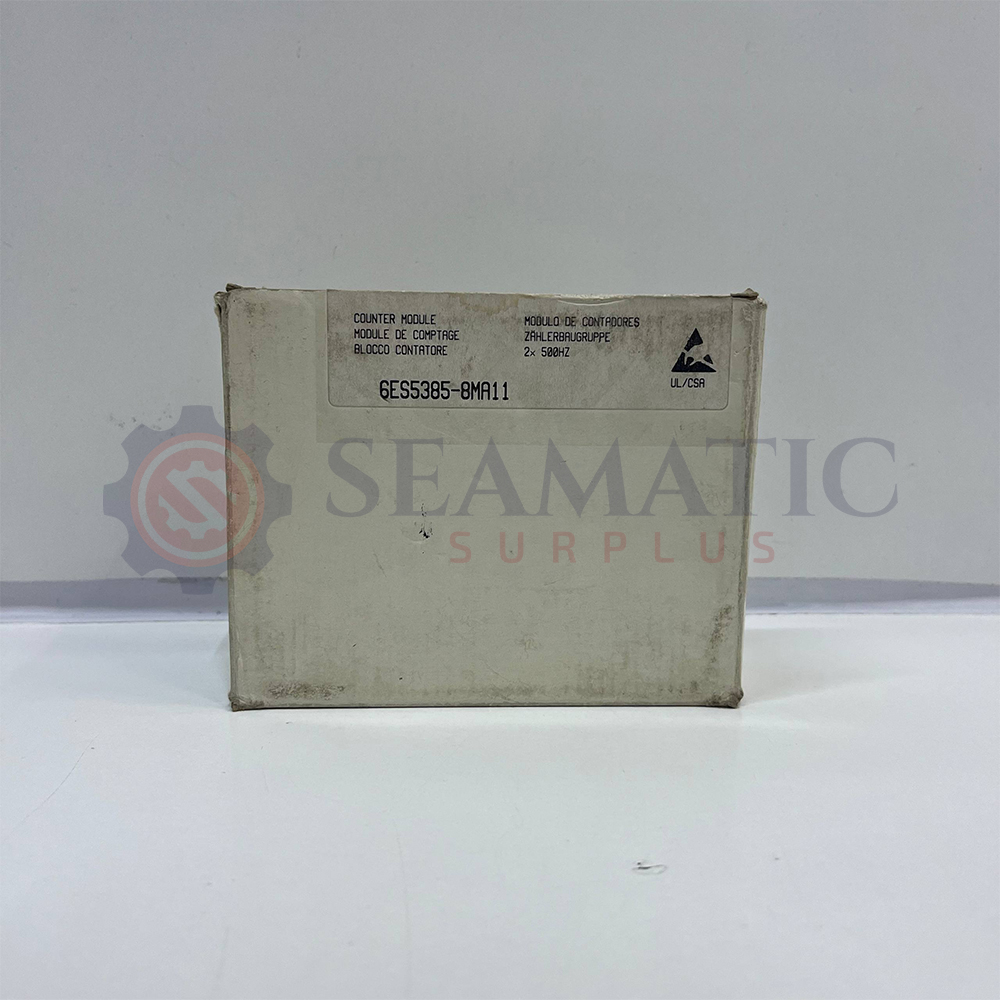 COUNTER MODULE
MODULE DE COMPTAGE
BLOCCO CONTATORE
MODULO DE CONTADORES
ZÄHLERBAUGRUPPE
2x 500HZ
UL/CSA
6ES5385-8MA11
SEAMATIC
SURPLUS